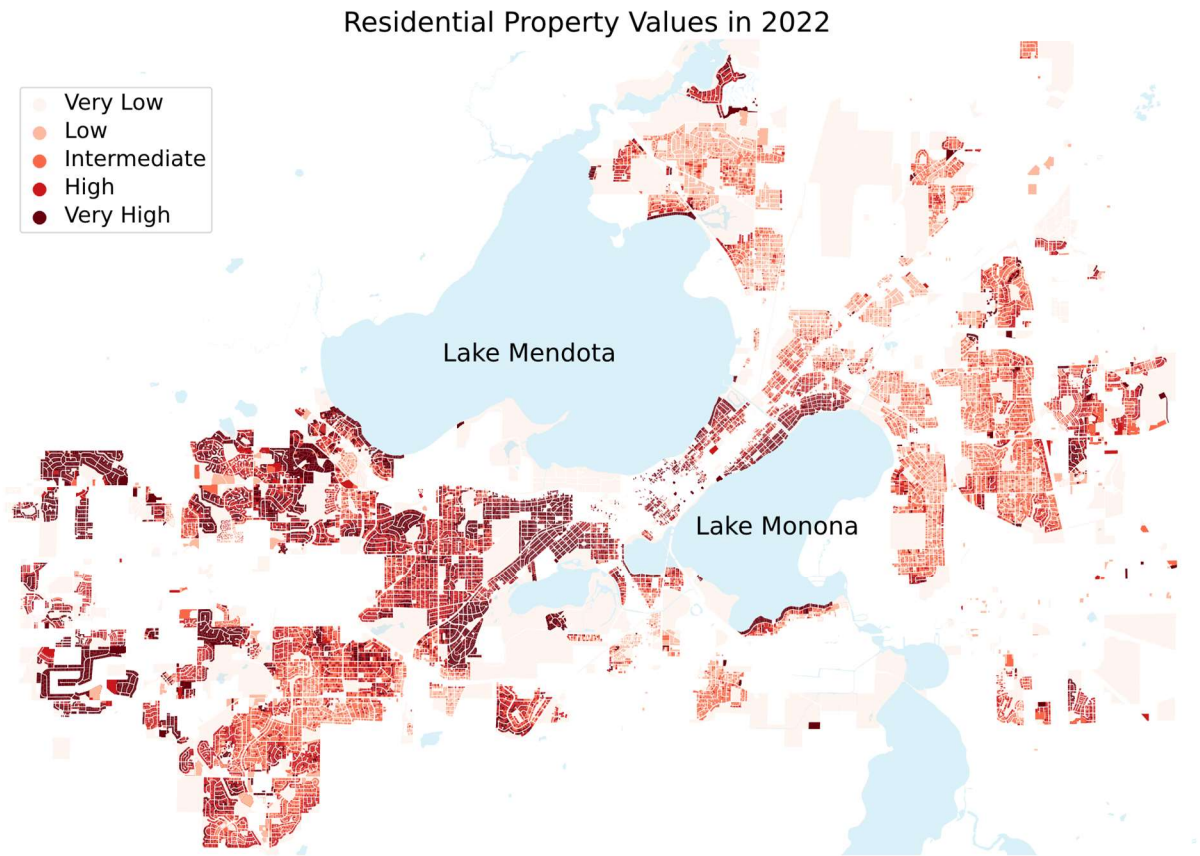 Residential Property Values in 2022
Very Low
Low
Intermediate
High
Very High
Lake Mendota
Lake Monona